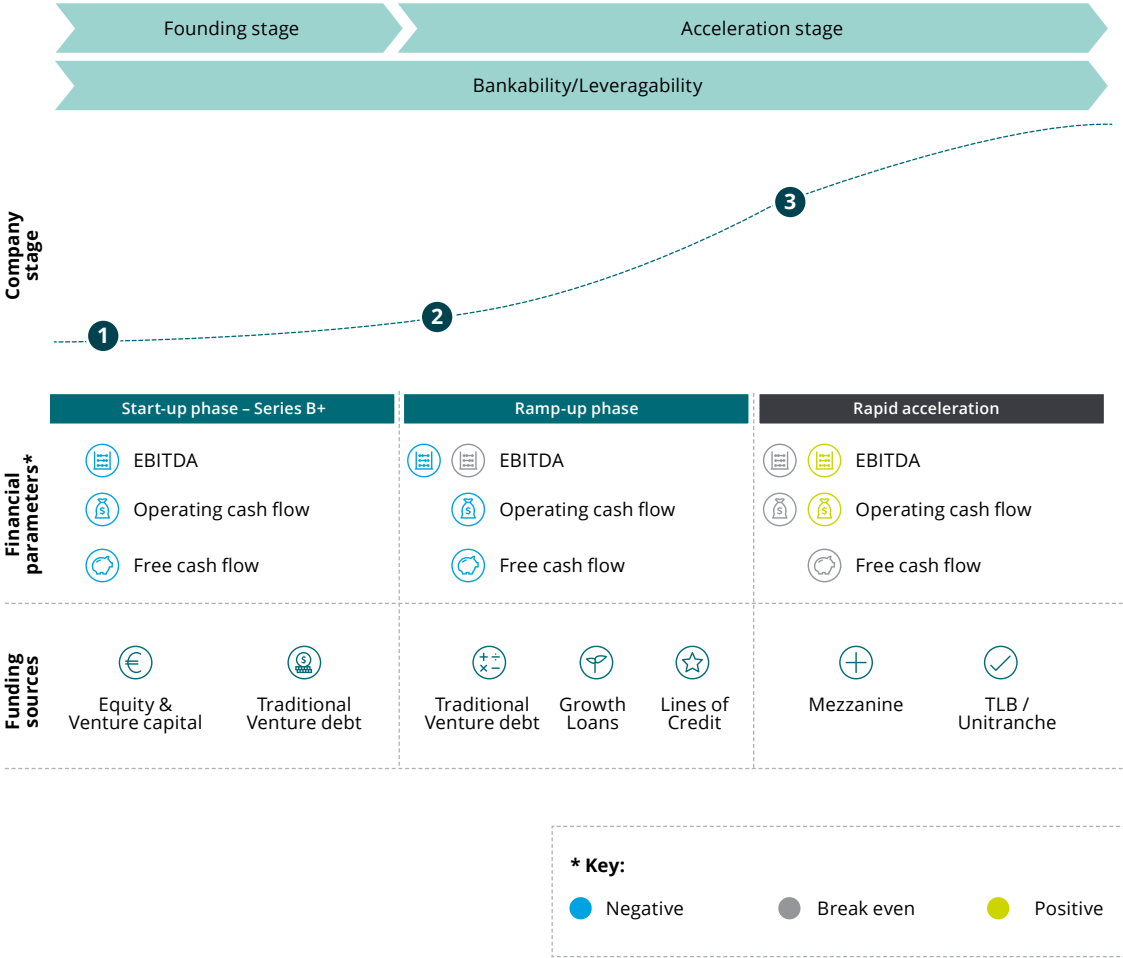 Founding stage
Acceleration stage
Bankability/Leveragability
Company
stage
1
2
3
Start-up phase – Series B+
Ramp-up phase
Rapid acceleration
Financial
parameters*
EBITDA
EBITDA
EBITDA
Operating cash flow
Operating cash flow
Operating cash flow
Free cash flow
Free cash flow
Free cash flow
Funding
sources
Equity &
Venture capital
Traditional
Venture debt
Traditional
Venture debt
Growth
Loans
Lines of
Credit
Mezzanine
TLB /
Unitranche
* Key:
Negative
Break even
Positive